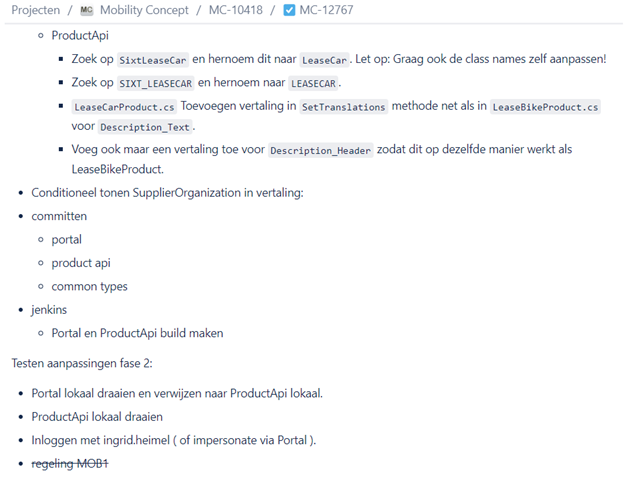 Projecten / MC Mobility Concept / MC-10418 / MC-12767
ProductApi
Zoek op SixtLeaseCar en hernoem dit naar LeaseCar. Let op: Graag ook de class names zelf aanpassen!
Zoek op SIXT_LEASECAR en hernoem naar LEASECAR.
LeaseCarProduct.cs Toevoegen vertaling in SetTranslations methode net als in LeaseBikeProduct.cs
voor Description_Text.
Voeg ook maar een vertaling toe voor Description_Header zodat dit op dezelfde manier werkt als
LeaseBikeProduct.
Conditioneel tonen SupplierOrganization in vertaling:
committen
portal
product api
common types
jenkins
Portal en ProductApi build maken
Testen aanpassingen fase 2:
Portal lokaal draaien en verwijzen naar ProductApi lokaal.
ProductApi lokaal draaien
Inloggen met ingrid.heimel ( of impersonate via Portal ).
regeling MOB1